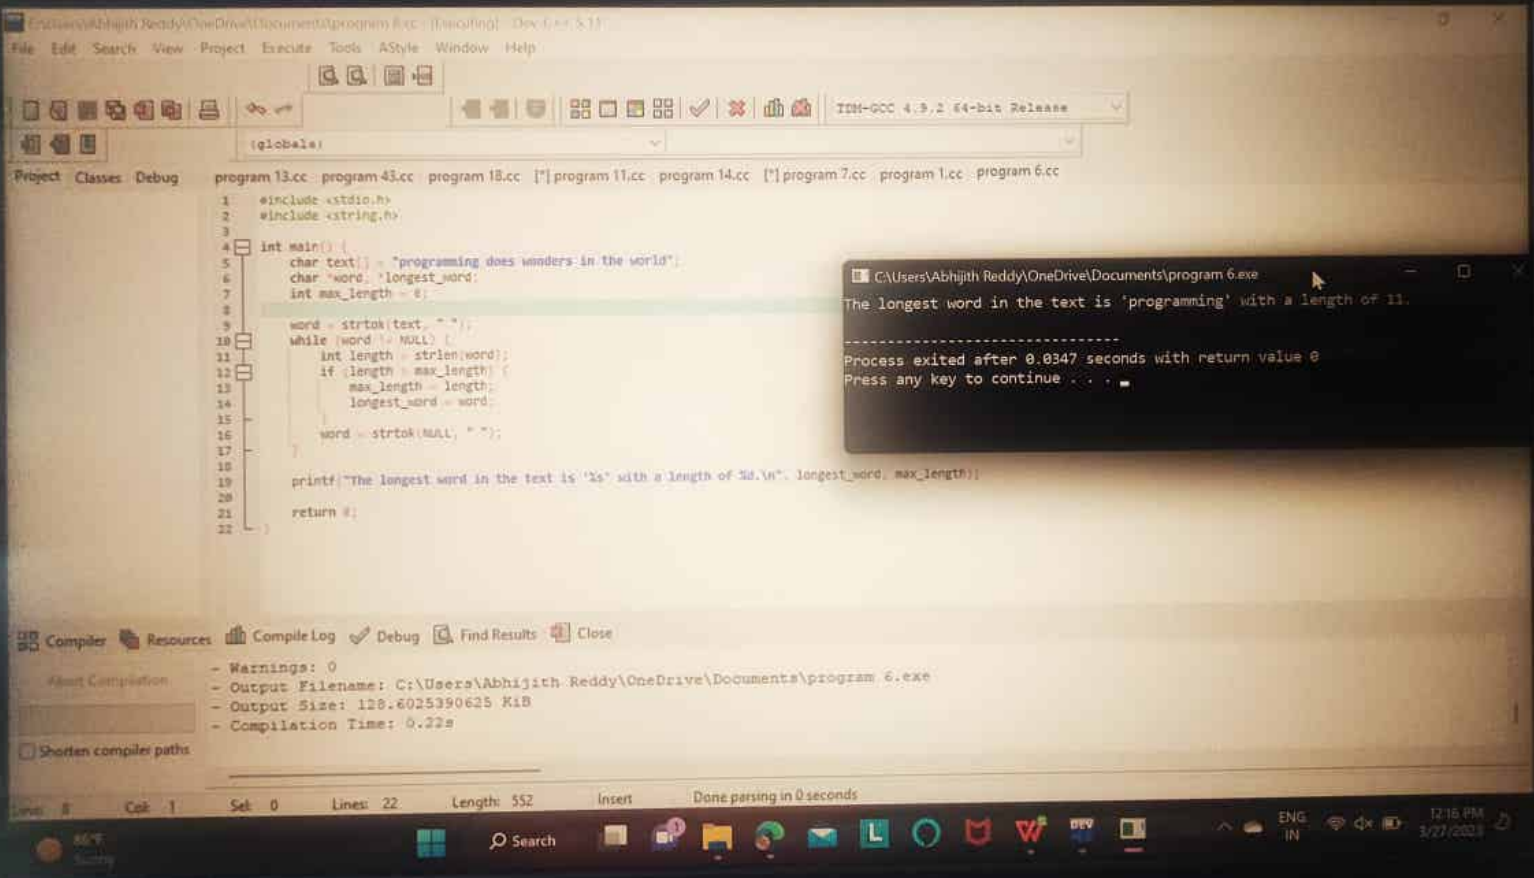 C:\Users\Abhijith Reddy\OneDrive\Documents\program 6.cc - [Executing] - Dev-C++ 5.11
File Edit Search View Project Execute Tools AStyle Window Help
TDM-GCC 4.9.2 64-bit Release
(globals)
Project Classes Debug
program 13.cc program 43.cc program 18.cc [*] program 11.cc program 14.cc [*] program 7.cc program 1.cc program 6.cc
1 #include <stdio.h>
2 #include <string.h>
3
4 int main() {
5 char text[] = "programming does wonders in the world";
6 char *word, *longest_word;
7 int max_length = 0;
8
9 word = strtok(text, " ");
10 while (word != NULL) {
11 int length = strlen(word);
12 if (length > max_length) {
13 max_length = length;
14 longest_word = word;
15 }
16 word = strtok(NULL, " ");
17 }
18
19 printf("The longest word in the text is '%s' with a length of %d.\n", longest_word, max_length);
20
21 return 0;
22 }
C:\Users\Abhijith Reddy\OneDrive\Documents\program 6.exe
The longest word in the text is 'programming' with a length of 11.
--------------------------------
Process exited after 0.0347 seconds with return value 0
Press any key to continue . . .
Compiler Resources Compile Log Debug Find Results Close
Abort Compilation
Shorten compiler paths
- Warnings: 0
- Output Filename: C:\Users\Abhijith Reddy\OneDrive\Documents\program 6.exe
- Output Size: 128.6025390625 KiB
- Compilation Time: 0.22s
Line: 8 Col: 1 Sel: 0 Lines: 22 Length: 552 Insert Done parsing in 0 seconds
86°F
Sunny
Search
1
L
W
DEV
ENG
IN
12:16 PM
3/27/2023
2